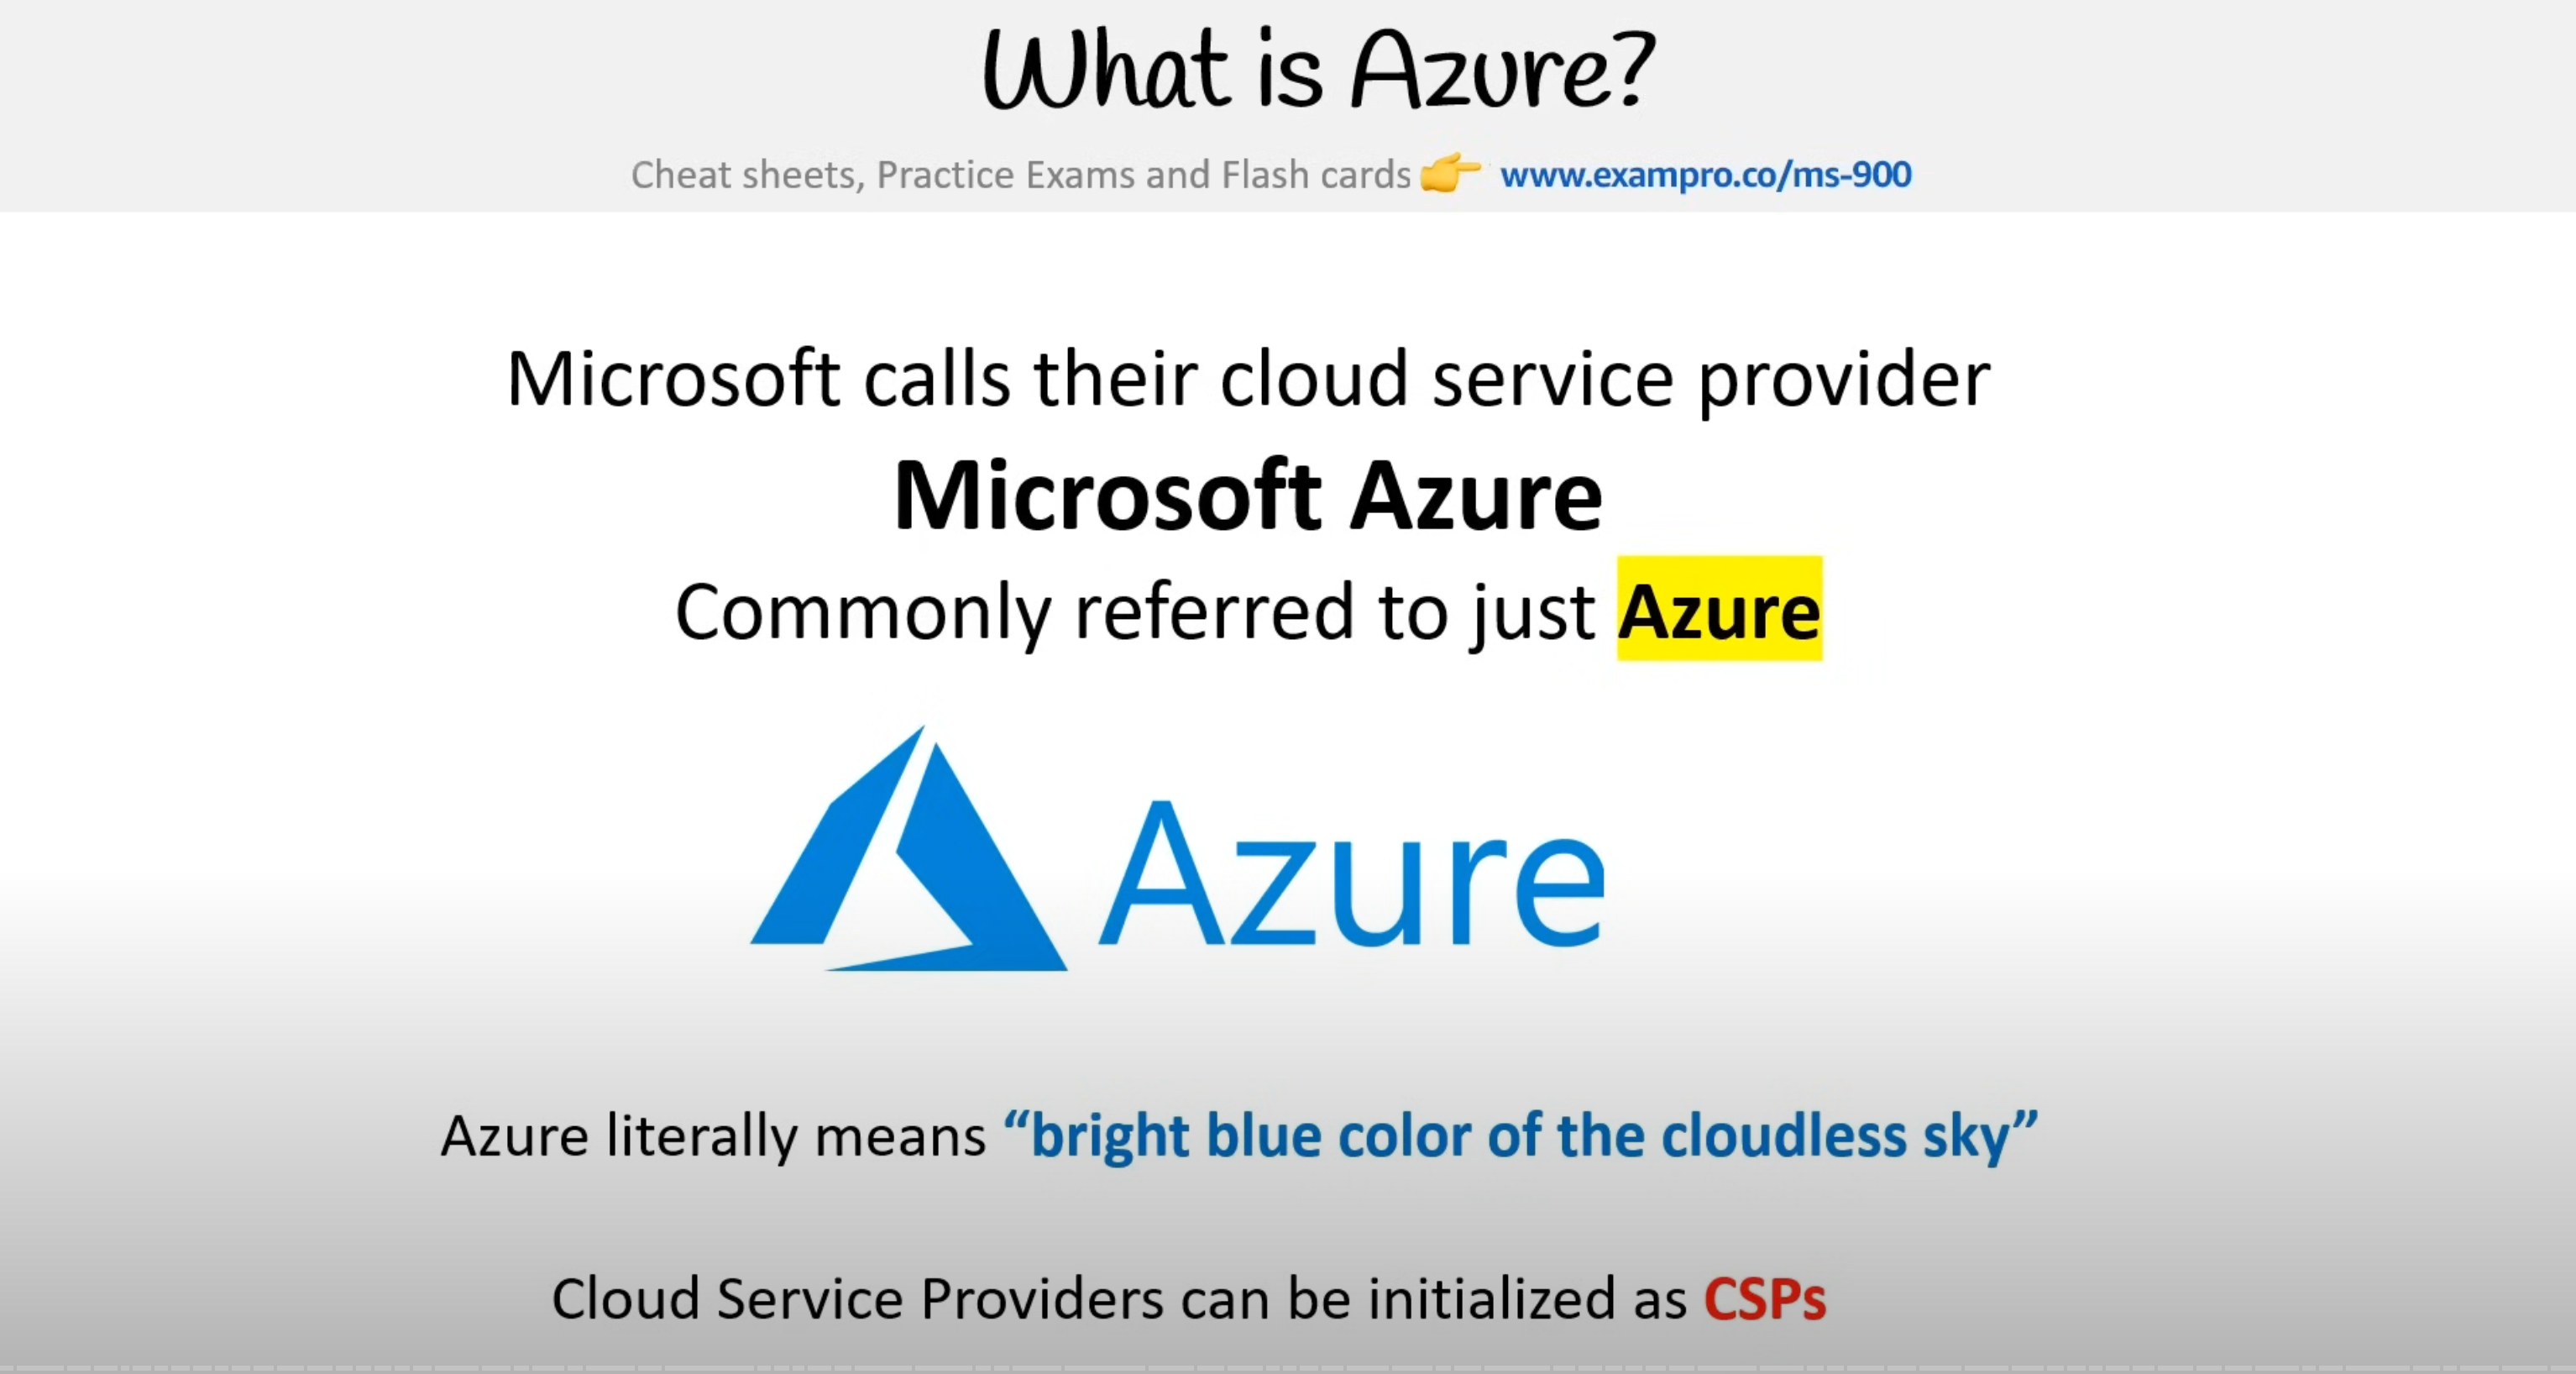 What is Azure?
Cheat sheets, Practice Exams and Flash cards 👉 www.exampro.co/ms-900
Microsoft calls their cloud service provider
Microsoft Azure
Commonly referred to just Azure
Azure
Azure literally means “bright blue color of the cloudless sky”
Cloud Service Providers can be initialized as CSPs